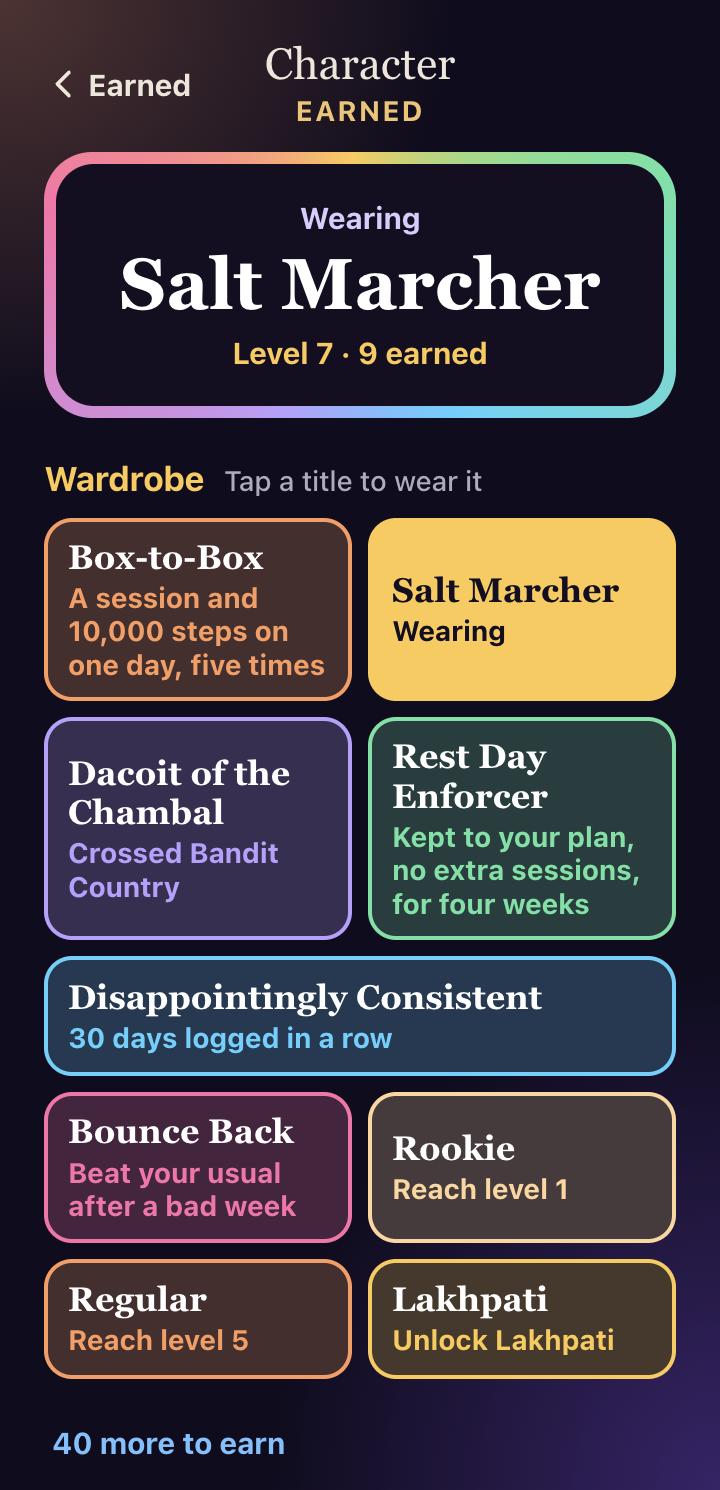 Earned
Character
EARNED
Wearing
Salt Marcher
Level 7 · 9 earned
Wardrobe Tap a title to wear it
Box-to-Box
A session and
10,000 steps on
one day, five times
Salt Marcher
Wearing
Dacoit of the
Chambal
Crossed Bandit
Country
Rest Day
Enforcer
Kept to your plan,
no extra sessions,
for four weeks
Disappointingly Consistent
30 days logged in a row
Bounce Back
Beat your usual
after a bad week
Rookie
Reach level 1
Regular
Reach level 5
Lakhpati
Unlock Lakhpati
40 more to earn